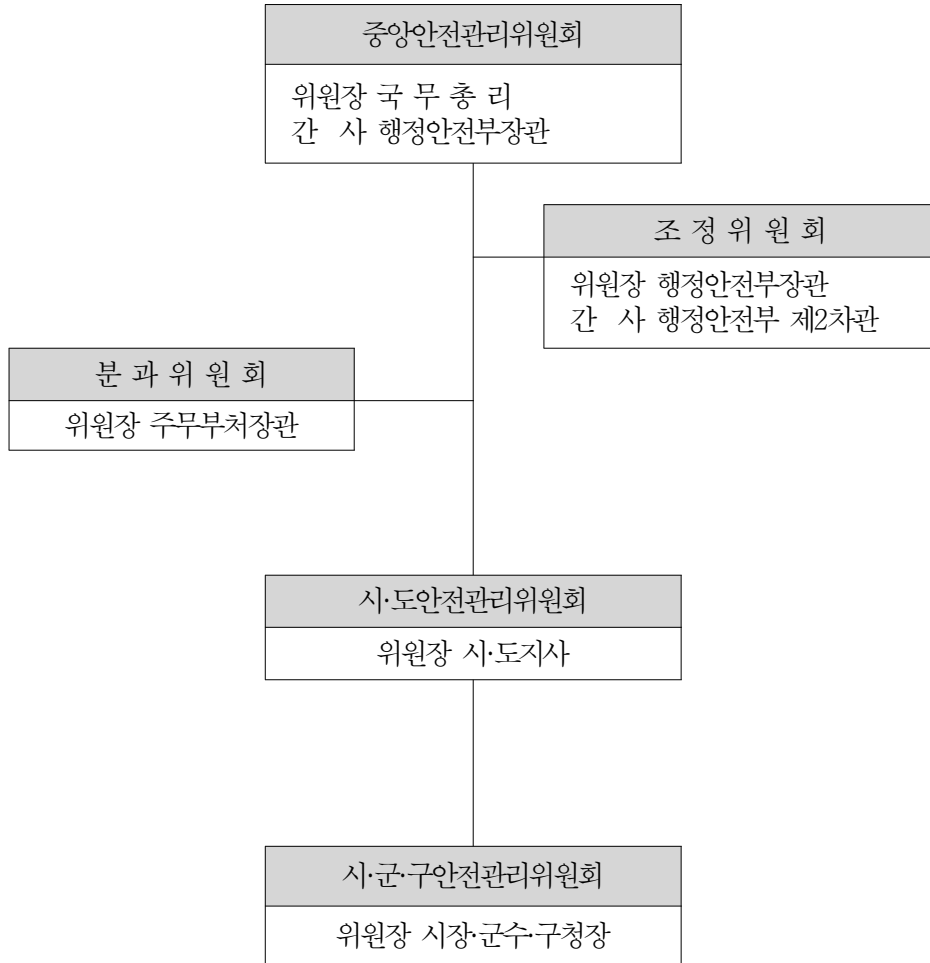 중앙안전관리위원회
위원장 국 무 총 리
간 사 행정안전부장관
조 정 위 원 회
위원장 행정안전부장관
간 사 행정안전부 제2차관
분 과 위 원 회
위원장 주무부처장관
시·도안전관리위원회
위원장 시·도지사
시·군·구안전관리위원회
위원장 시장·군수·구청장